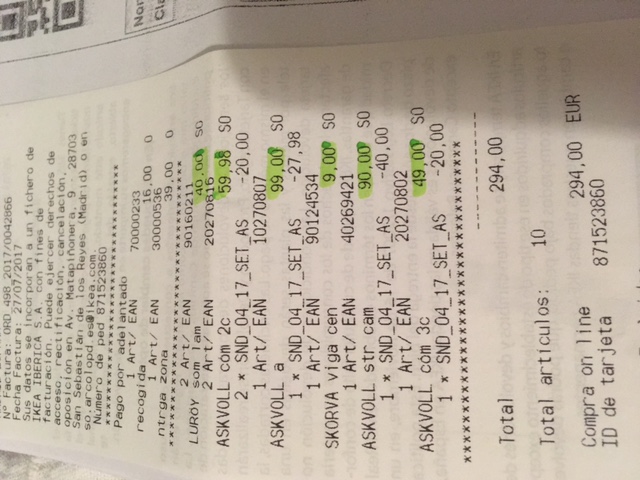 Nº Factura: ORD_498_2017/0042866
Fecha Factura: 27/07/2017
Sus datos se incorporan a un fichero de
IKEA IBERICA S.A. con fines de
facturación. Puede ejercer derechos de
acceso, rectificación, cancelación,
oposición en Av. Matapiñonera, 9 - 28703
San Sebastián de los Reyes (Madrid) o en
so.arcolopd.es@ikea.com.
Número de ped 871523860
**********************************
Pago por adelantado
1 Art/ EAN 70000233
recogida 16,00 0
1 Art/ EAN 30000536
ntrga zona 39,00 0
**********************************
2 Art/ EAN 90160211
LURÖY som lam 40,00 SO
2 Art/ EAN 20270816
ASKVOLL cóm 2c 59,98 SO
2 * SND_04_17_SET_AS -20,00
1 Art/ EAN 10270807
ASKVOLL a 99,00 SO
1 * SND_04_17_SET_AS -27,98
1 Art/ EAN 90124534
SKORVA viga cen 9,00 SO
1 Art/ EAN 40269421
ASKVOLL str cam 90,00 SO
1 * SND_04_17_SET_AS -40,00
1 Art/ EAN 20270802
ASKVOLL cóm 3c 49,00 SO
1 * SND_04_17_SET_AS -20,00
**********************************
------------
Total 294,00
Total artículos: 10
Compra on line 294,00 EUR
ID de tarjeta 871523860